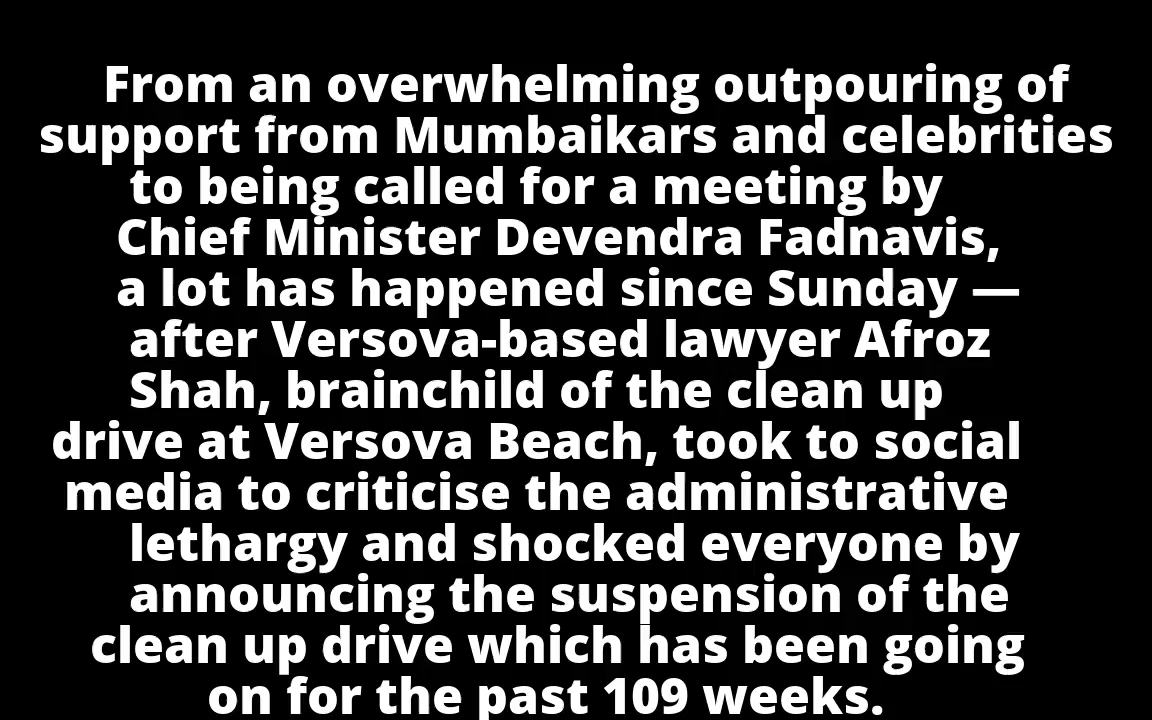 From an overwhelming outpouring of
support from Mumbaikars and celebrities
to being called for a meeting by
Chief Minister Devendra Fadnavis,
a lot has happened since Sunday —
after Versova-based lawyer Afroz
Shah, brainchild of the clean up
drive at Versova Beach, took to social
media to criticise the administrative
lethargy and shocked everyone by
announcing the suspension of the
clean up drive which has been going
on for the past 109 weeks.